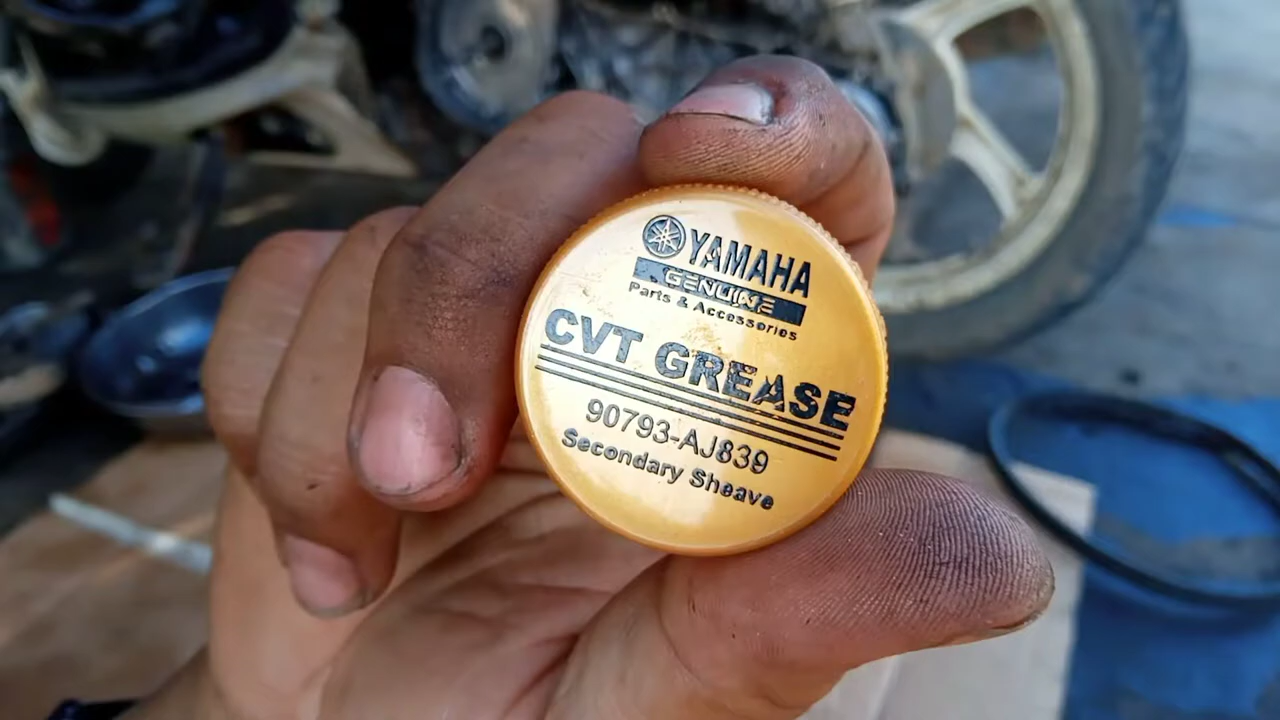 YAMAHA
GENUINE
Parts & Accessories
CVT GREASE
90793-AJ839
Secondary Sheave